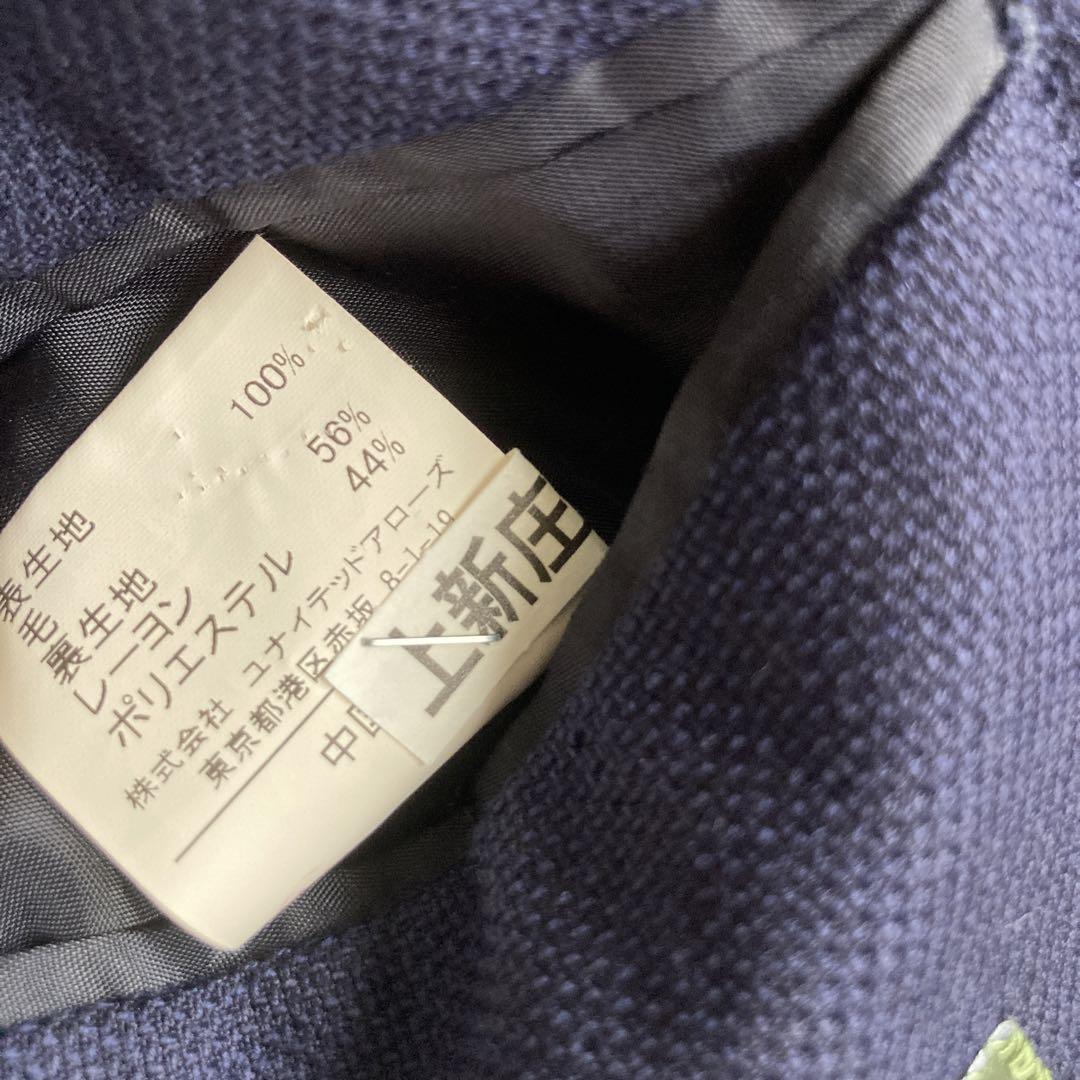 表生地
毛 100%
裏生地
レーヨン 56%
ポリエステル 44%
株式会社 ユナイテッドアローズ
東京都港区赤坂 8-1-19
中
上新庄